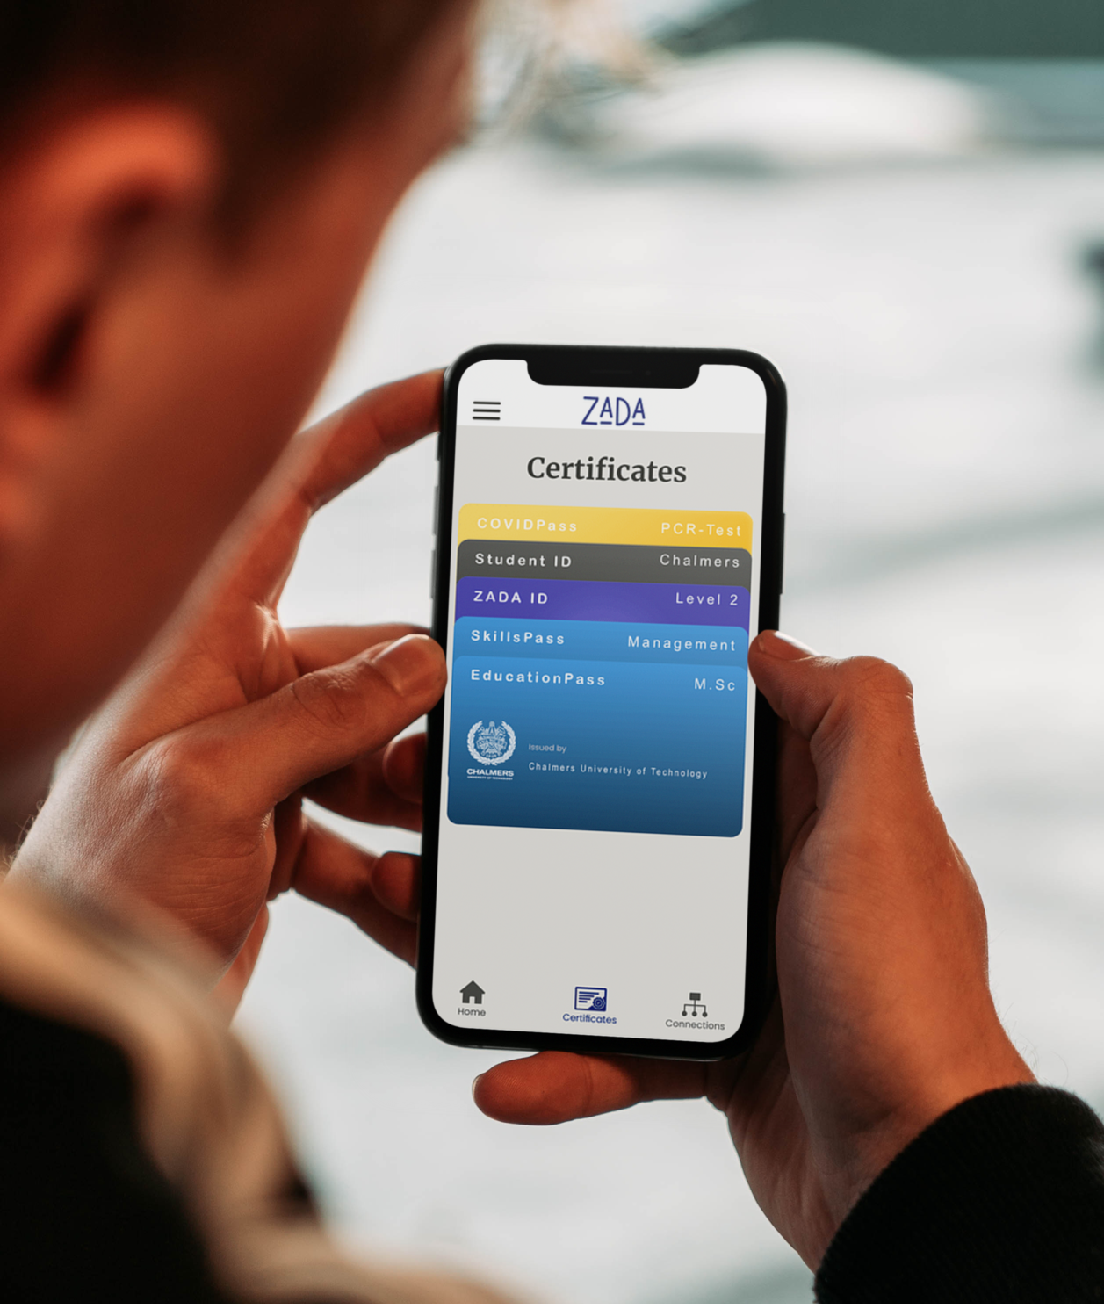 ZADA
Certificates
COVIDPass PCR-Test
Student ID Chalmers
ZADA ID Level 2
SkillsPass Management
EducationPass M.Sc
CHALMERS
Issued by
Chalmers University of Technology
Home Certificates Connections